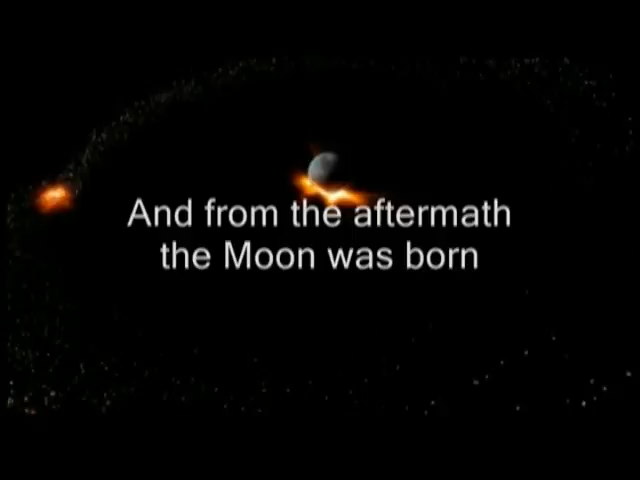 And from the aftermath
the Moon was born